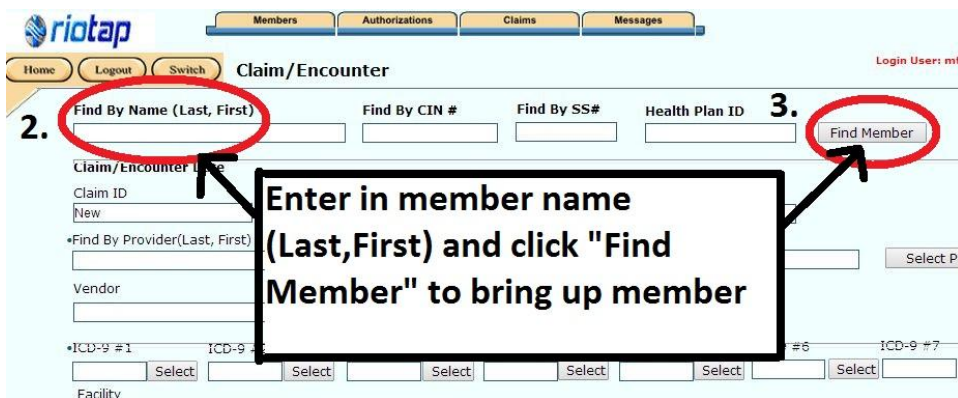 riotap
Members Authorizations Claims Messages
Home Logout Switch Claim/Encounter
Login User:
2. Find By Name (Last, First) Find By CIN # Find By SS# Health Plan ID 3.
Find Member
Claim/Encounter
Claim ID
New
•Find By Provider(Last, First)
Select P
Vendor
Enter in member name
(Last,First) and click "Find
Member" to bring up member
•ICD-9 #1 ICD-9 #6 ICD-9 #7
Select Select Select Select Select Select
Facility